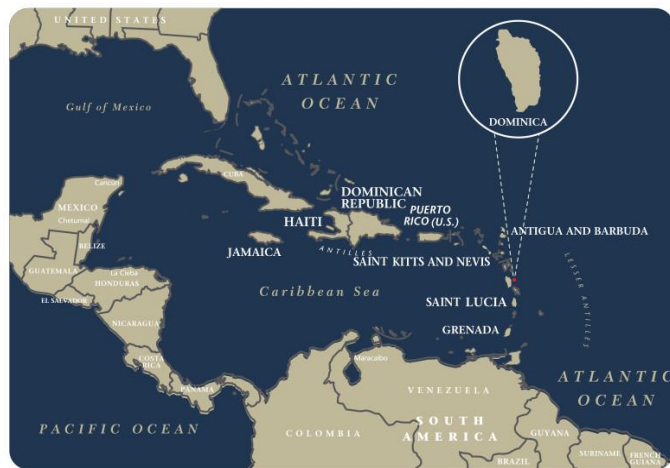 UNITED STATES
ATLANTIC
OCEAN
Gulf of Mexico
DOMINICA
Cancún
CUBA
MEXICO
Chetumal
DOMINICAN
REPUBLIC
PUERTO
RICO (U.S.)
HAITI
ANTIGUA AND BARBUDA
BELIZE
JAMAICA
ANTILLES
SAINT KITTS AND NEVIS
GUATEMALA
La Ceiba
HONDURAS
Caribbean Sea
LESSER ANTILLES
EL SALVADOR
SAINT LUCIA
NICARAGUA
GRENADA
COSTA
RICA
Maracaibo
PANAMA
VENEZUELA
ATLANTIC
OCEAN
PACIFIC OCEAN
COLOMBIA
SOUTH
AMERICA
GUYANA
SURINAME
FRENCH
GUIANA
BRAZIL